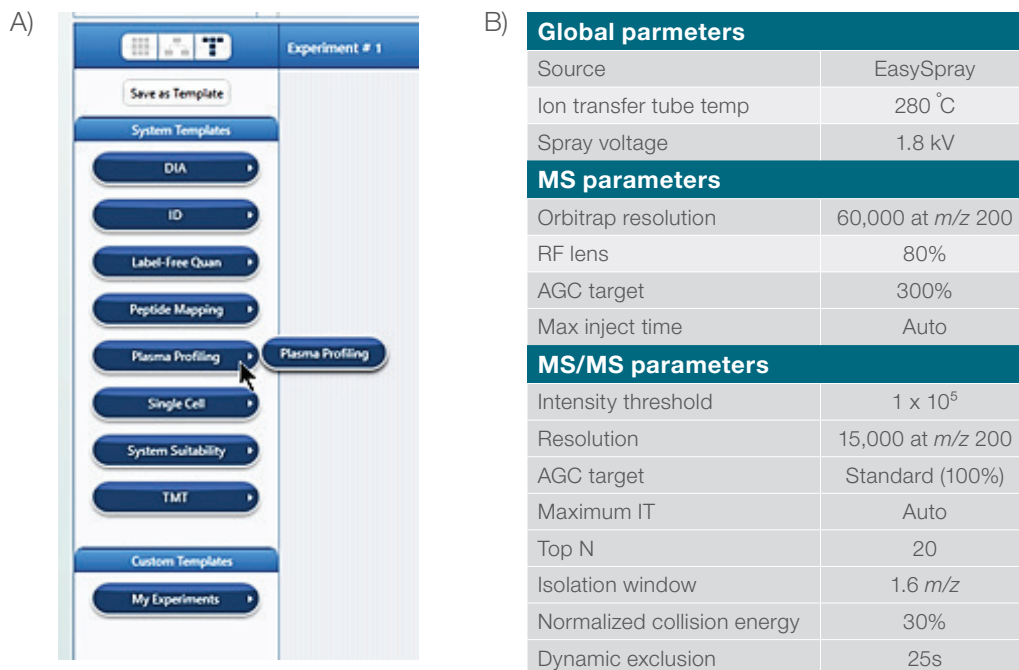 A)
Experiment # 1
Save as Template
System Templates
DIA
ID
Label-Free Quan
Peptide Mapping
Plasma Profiling
Plasma Profiling
Single Cell
System Suitability
TMT
Custom Templates
My Experiments
B)
Global parmeters
Source EasySpray
Ion transfer tube temp 280 °C
Spray voltage 1.8 kV
MS parameters
Orbitrap resolution 60,000 at m/z 200
RF lens 80%
AGC target 300%
Max inject time Auto
MS/MS parameters
Intensity threshold 1 x 10⁵
Resolution 15,000 at m/z 200
AGC target Standard (100%)
Maximum IT Auto
Top N 20
Isolation window 1.6 m/z
Normalized collision energy 30%
Dynamic exclusion 25s